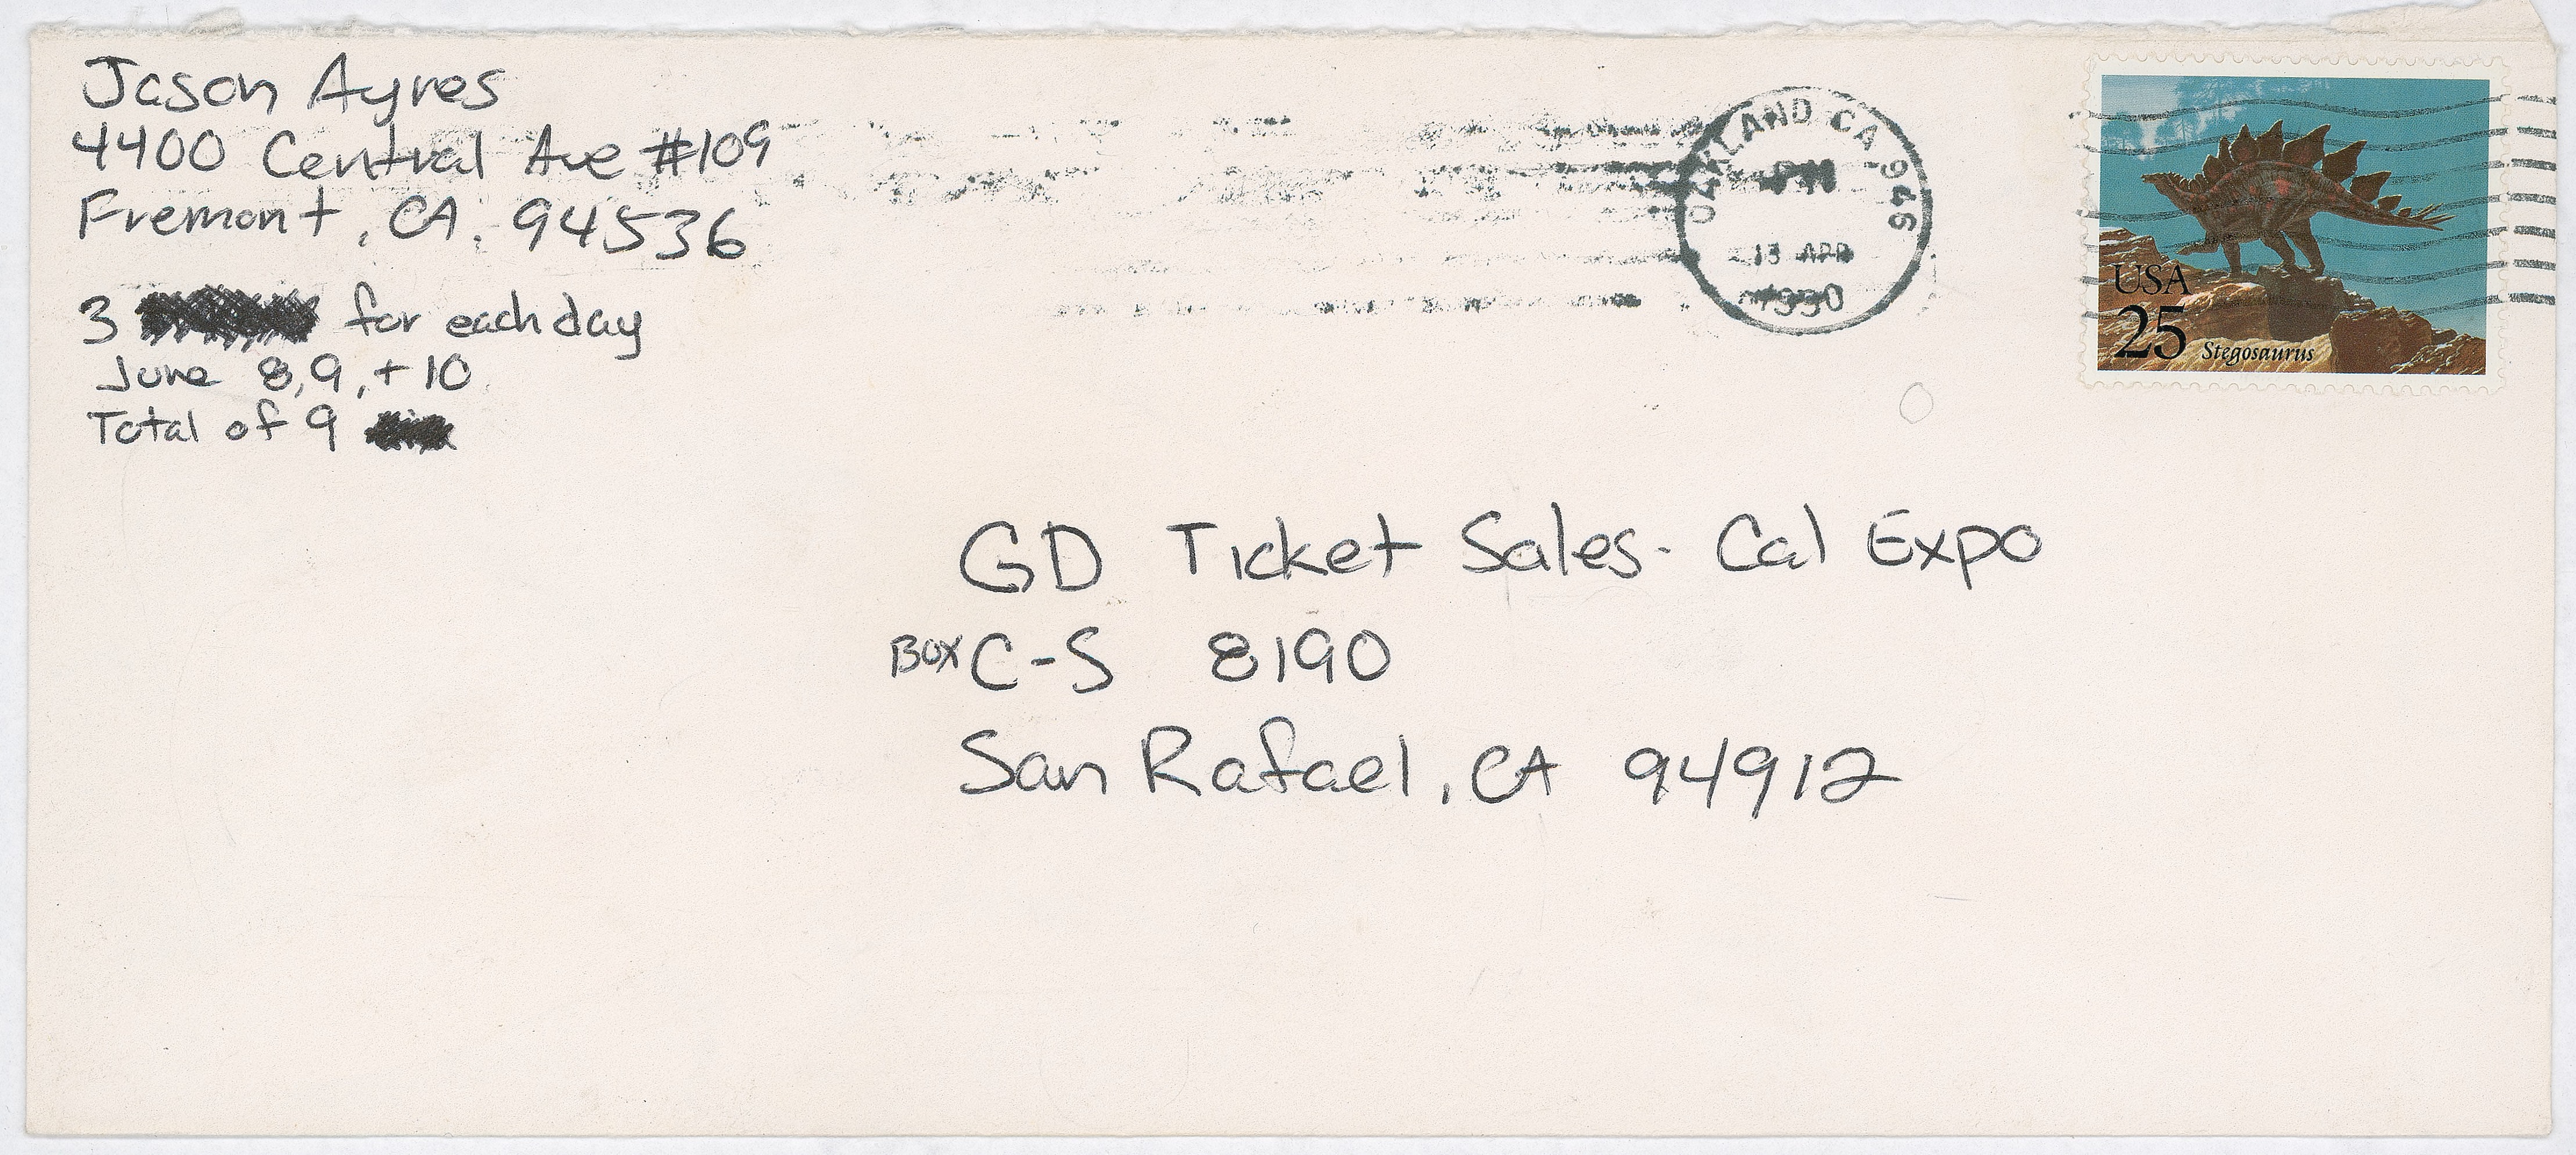 Jason Ayres
4400 Central Ave #109
Fremont, CA, 94536
3 for each day
June 8, 9, + 10
Total of 9
OAKLAND CA 946
PM
13 APR
1990
USA
25
Stegosaurus
GD Ticket Sales - Cal Expo
BOX C-S 8190
San Rafael, CA 94912